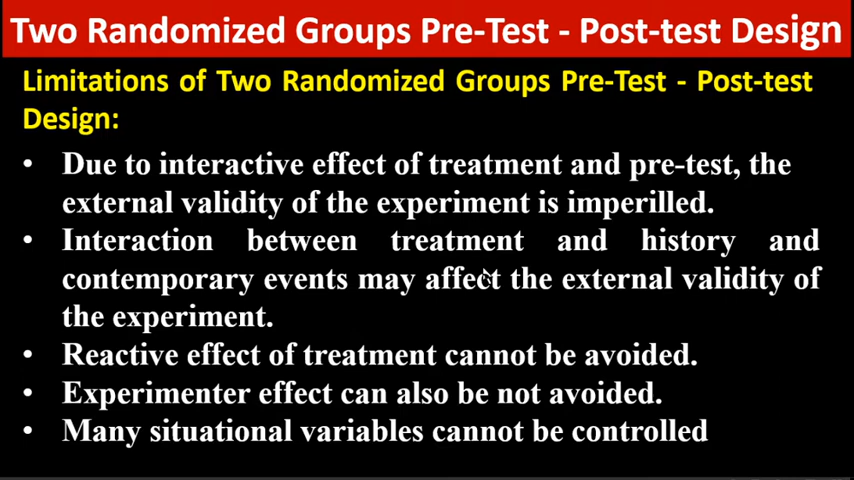 Two Randomized Groups Pre-Test - Post-test Design
Limitations of Two Randomized Groups Pre-Test - Post-test
Design:
• Due to interactive effect of treatment and pre-test, the
external validity of the experiment is imperilled.
• Interaction between treatment and history and
contemporary events may affect the external validity of
the experiment.
• Reactive effect of treatment cannot be avoided.
• Experimenter effect can also be not avoided.
• Many situational variables cannot be controlled